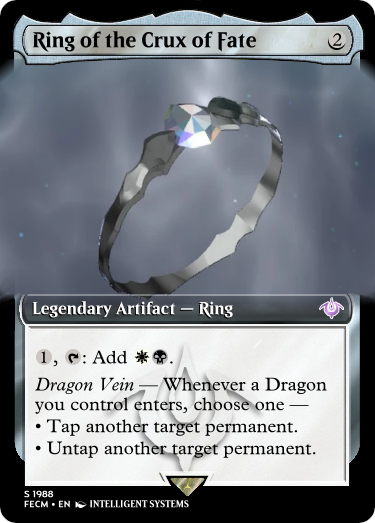 Ring of the Crux of Fate 2
Legendary Artifact — Ring
1, : Add .
Dragon Vein — Whenever a Dragon
you control enters, choose one —
• Tap another target permanent.
• Untap another target permanent.
S 1988
FECM • EN INTELLIGENT SYSTEMS